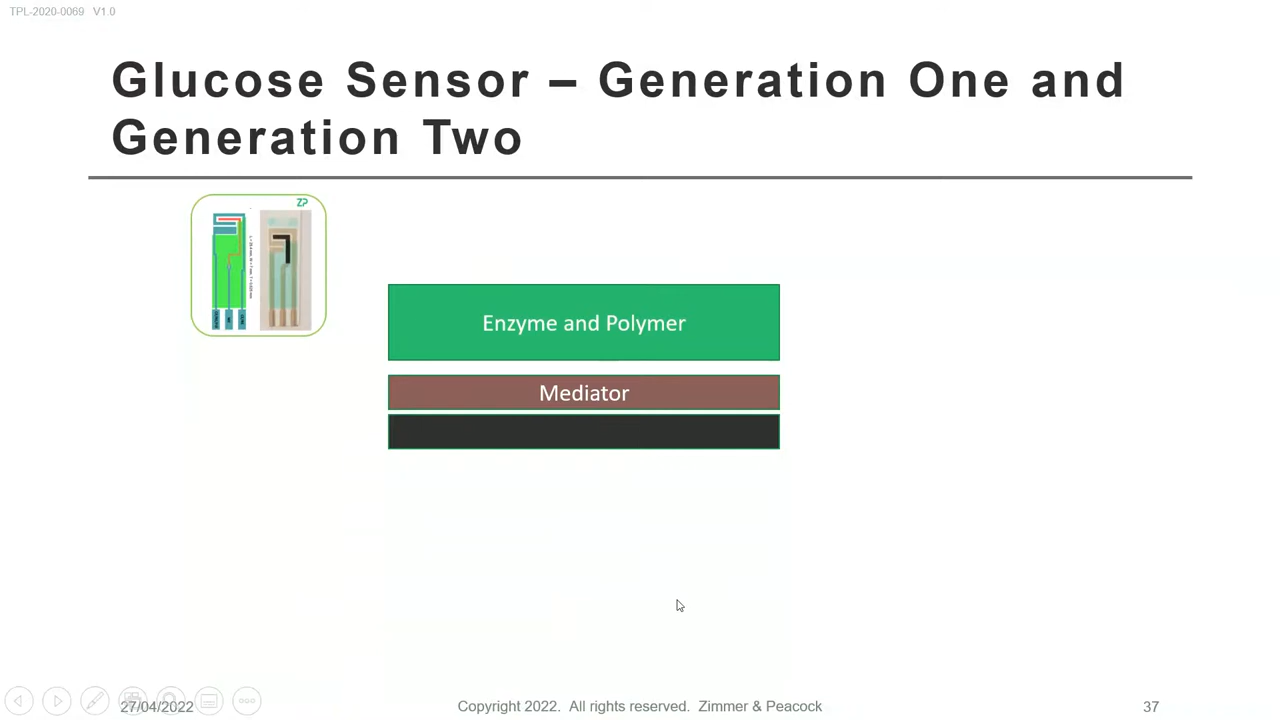 TPL-2020-0069 V1.0
Glucose Sensor – Generation One and
Generation Two
ZP
Enzyme and Polymer
Mediator
27/04/2022
Copyright 2022. All rights reserved. Zimmer & Peacock
37